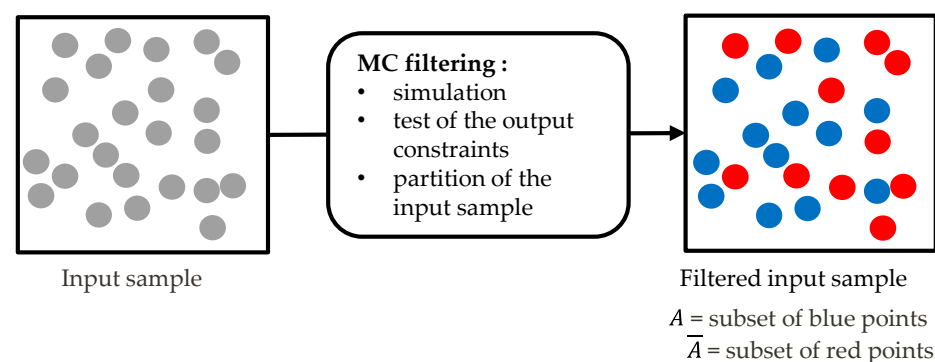 MC filtering :
• simulation
• test of the output
constraints
• partition of the
input sample
Input sample
Filtered input sample
A = subset of blue points
A̅ = subset of red points